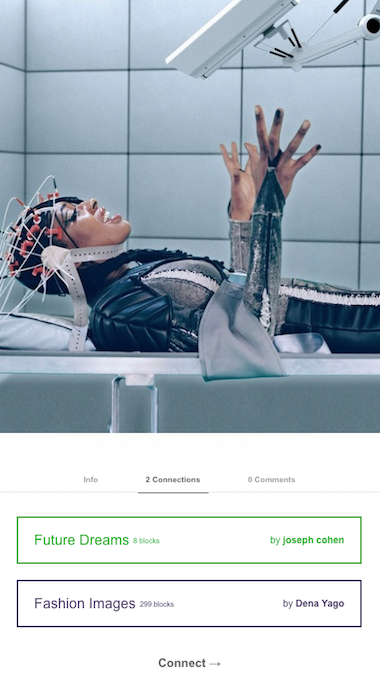 Info 2 Connections 0 Comments
Future Dreams 8 blocks by joseph cohen
Fashion Images 299 blocks by Dena Yago
Connect →